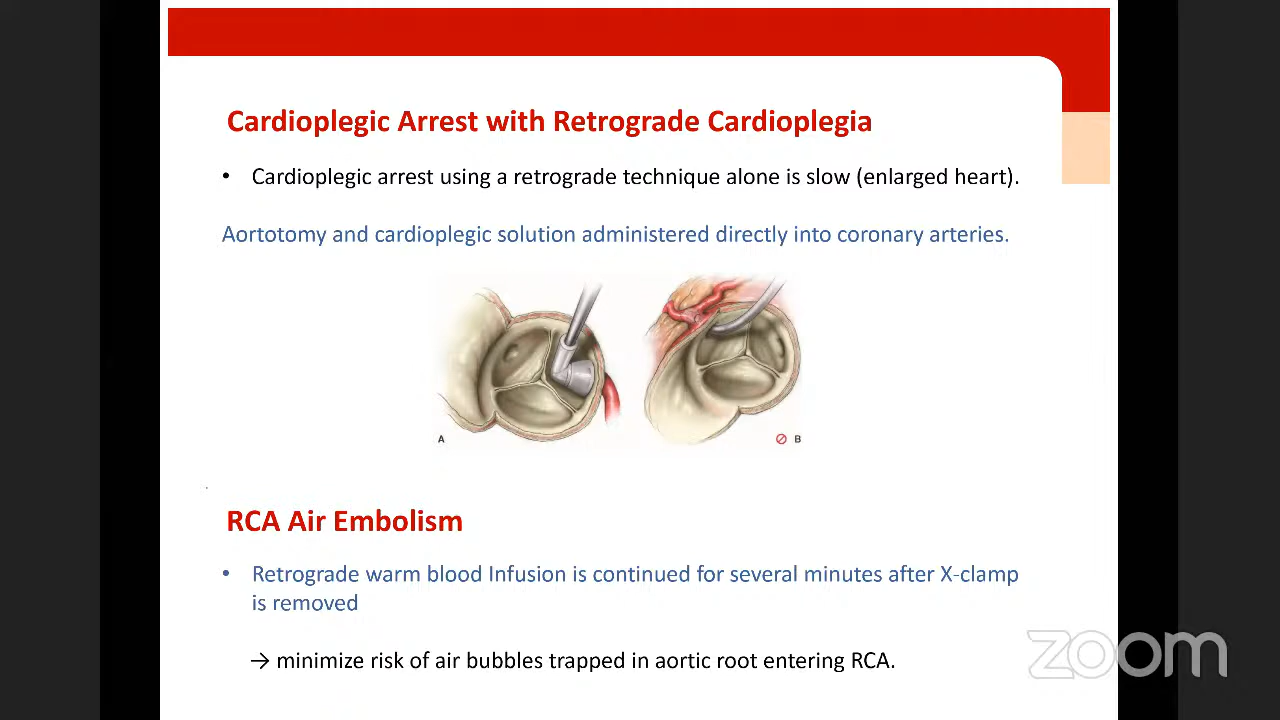 Cardioplegic Arrest with Retrograde Cardioplegia
• Cardioplegic arrest using a retrograde technique alone is slow (enlarged heart).
Aortotomy and cardioplegic solution administered directly into coronary arteries.
A
B
RCA Air Embolism
• Retrograde warm blood Infusion is continued for several minutes after X-clamp
is removed
→ minimize risk of air bubbles trapped in aortic root entering RCA.
zoom